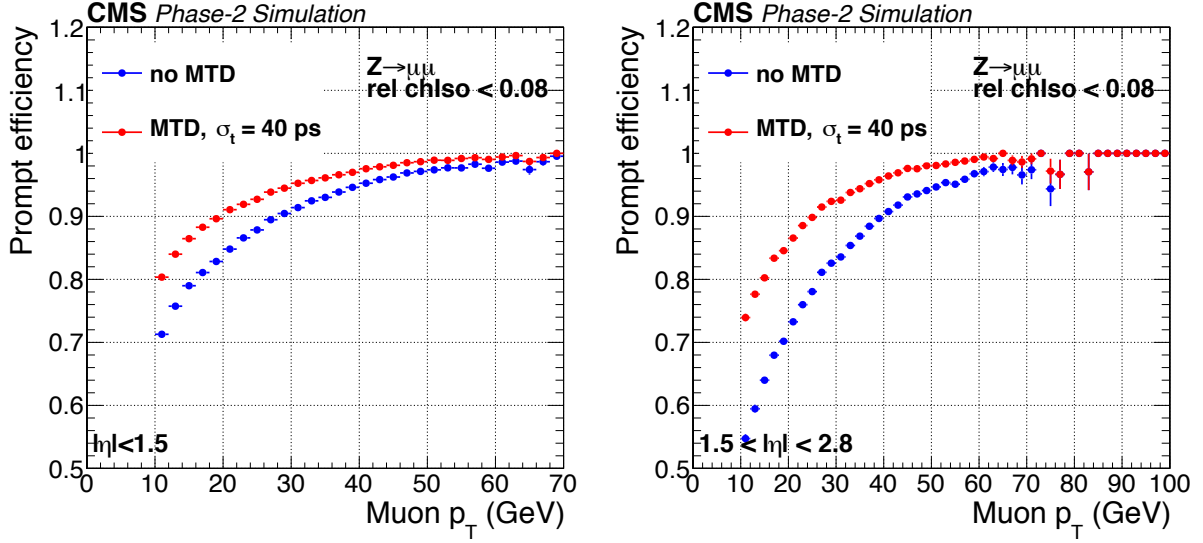 CMS Phase-2 Simulation
Prompt efficiency
1.2
1.1
1
0.9
0.8
0.7
0.6
0.5
no MTD
MTD, σt = 40 ps
Z→μμ
rel chIso < 0.08
|η|<1.5
0 10 20 30 40 50 60 70
Muon pT (GeV)
CMS Phase-2 Simulation
Prompt efficiency
1.2
1.1
1
0.9
0.8
0.7
0.6
0.5
no MTD
MTD, σt = 40 ps
Z→μμ
rel chIso < 0.08
1.5 < |η| < 2.8
0 10 20 30 40 50 60 70 80 90 100
Muon pT (GeV)